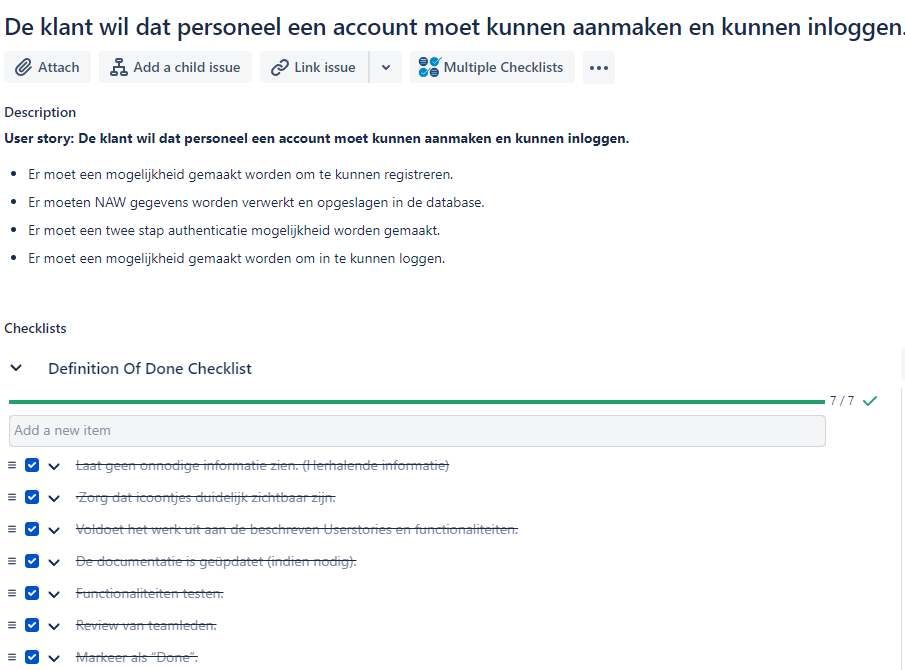 De klant wil dat personeel een account moet kunnen aanmaken en kunnen inloggen.
Attach Add a child issue Link issue Multiple Checklists
Description
User story: De klant wil dat personeel een account moet kunnen aanmaken en kunnen inloggen.
• Er moet een mogelijkheid gemaakt worden om te kunnen registreren.
• Er moeten NAW gegevens worden verwerkt en opgeslagen in de database.
• Er moet een twee stap authenticatie mogelijkheid worden gemaakt.
• Er moet een mogelijkheid gemaakt worden om in te kunnen loggen.
Checklists
Definition Of Done Checklist
7 / 7
Add a new item
Laat geen onnodige informatie zien. (Herhalende informatie)
Zorg dat icoontjes duidelijk zichtbaar zijn.
Voldoet het werk uit aan de beschreven Userstories en functionaliteiten.
De documentatie is geüpdatet (indien nodig).
Functionaliteiten testen.
Review van teamleden.
Markeer als “Done”.